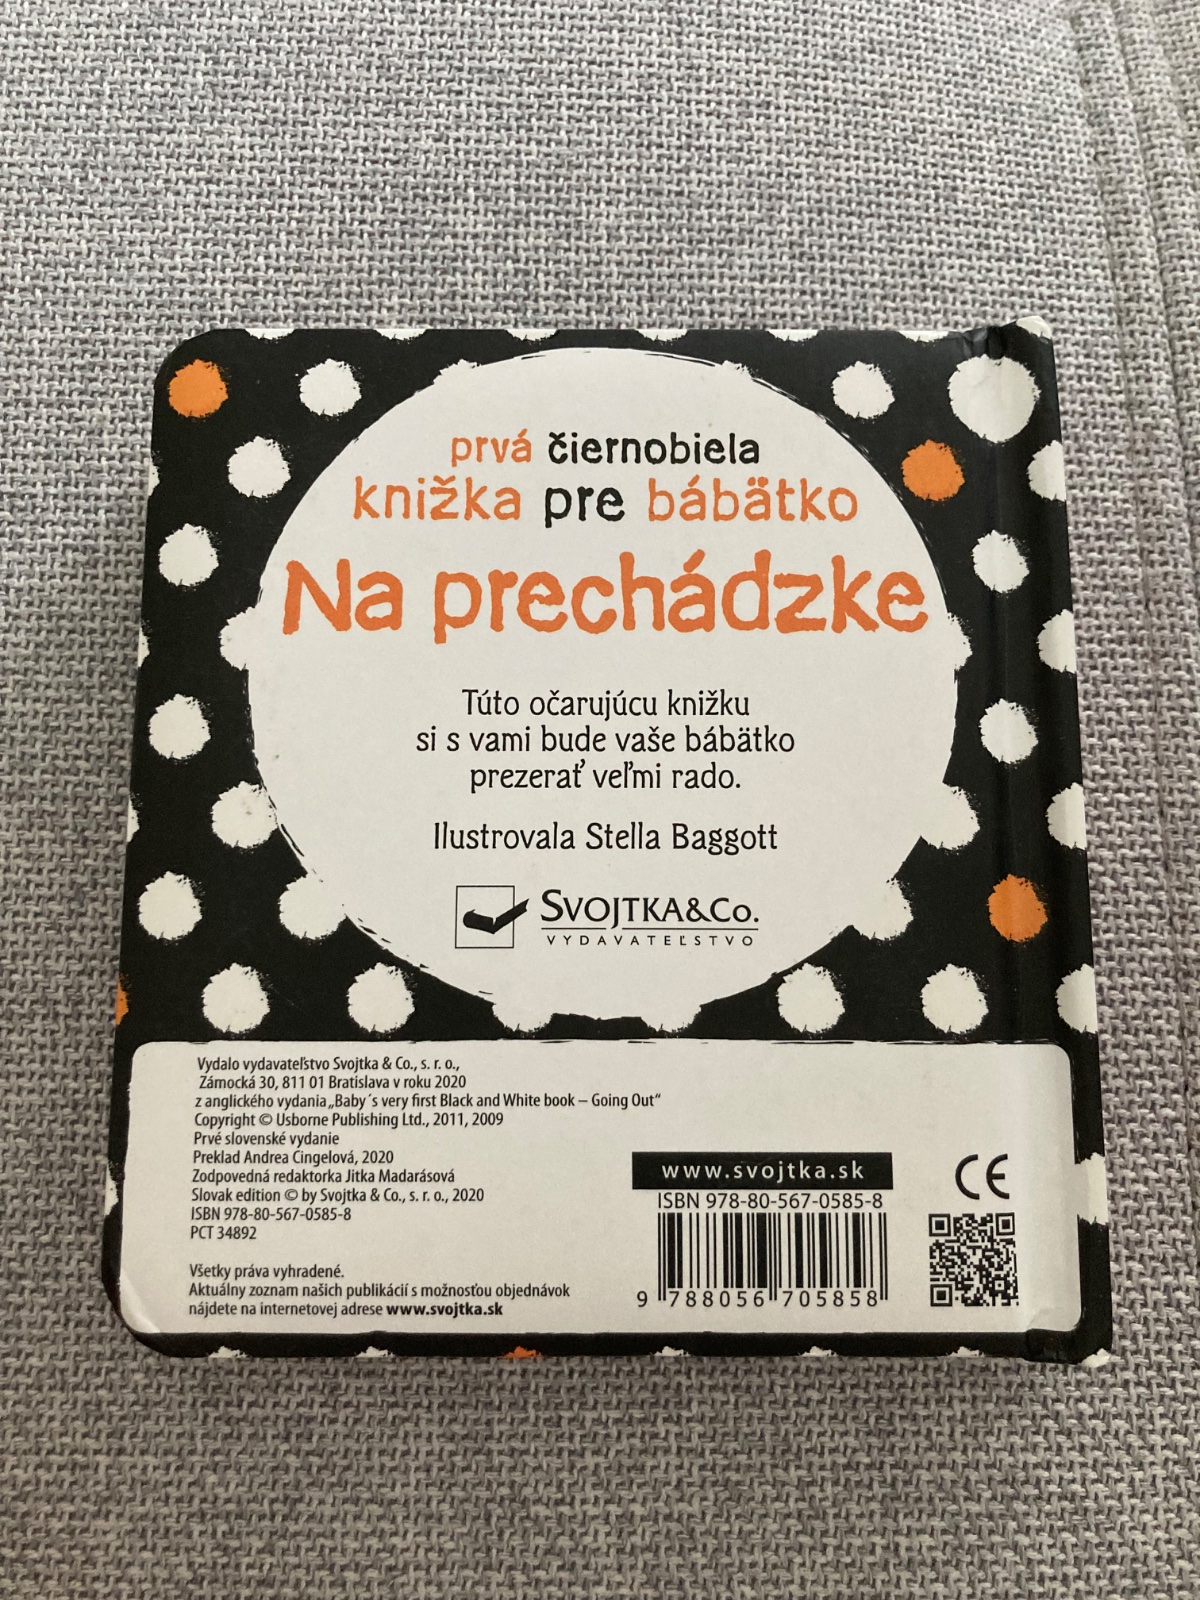 prvá čiernobiela
knižka pre bábätko
Na prechádzke
Túto očarujúcu knižku
si s vami bude vaše bábätko
prezerať veľmi rado.
Ilustrovala Stella Baggott
SVOJTKA&CO.
VYDAVATEĽSTVO
Vydalo vydavateľstvo Svojtka & Co., s. r. o.,
Zámocká 30, 811 01 Bratislava v roku 2020
z anglického vydania „Baby´s very first Black and White book – Going Out“
Copyright © Usborne Publishing Ltd., 2011, 2009
Prvé slovenské vydanie
Preklad Andrea Cingelová, 2020
Zodpovedná redaktorka Jitka Madarásová
Slovak edition © by Svojtka & Co., s. r. o., 2020
ISBN 978-80-567-0585-8
PCT 34892
Všetky práva vyhradené.
Aktuálny zoznam našich publikácií s možnosťou objednávok
nájdete na internetovej adrese www.svojtka.sk
www.svojtka.sk
ISBN 978-80-567-0585-8
9 788056 705858
CE